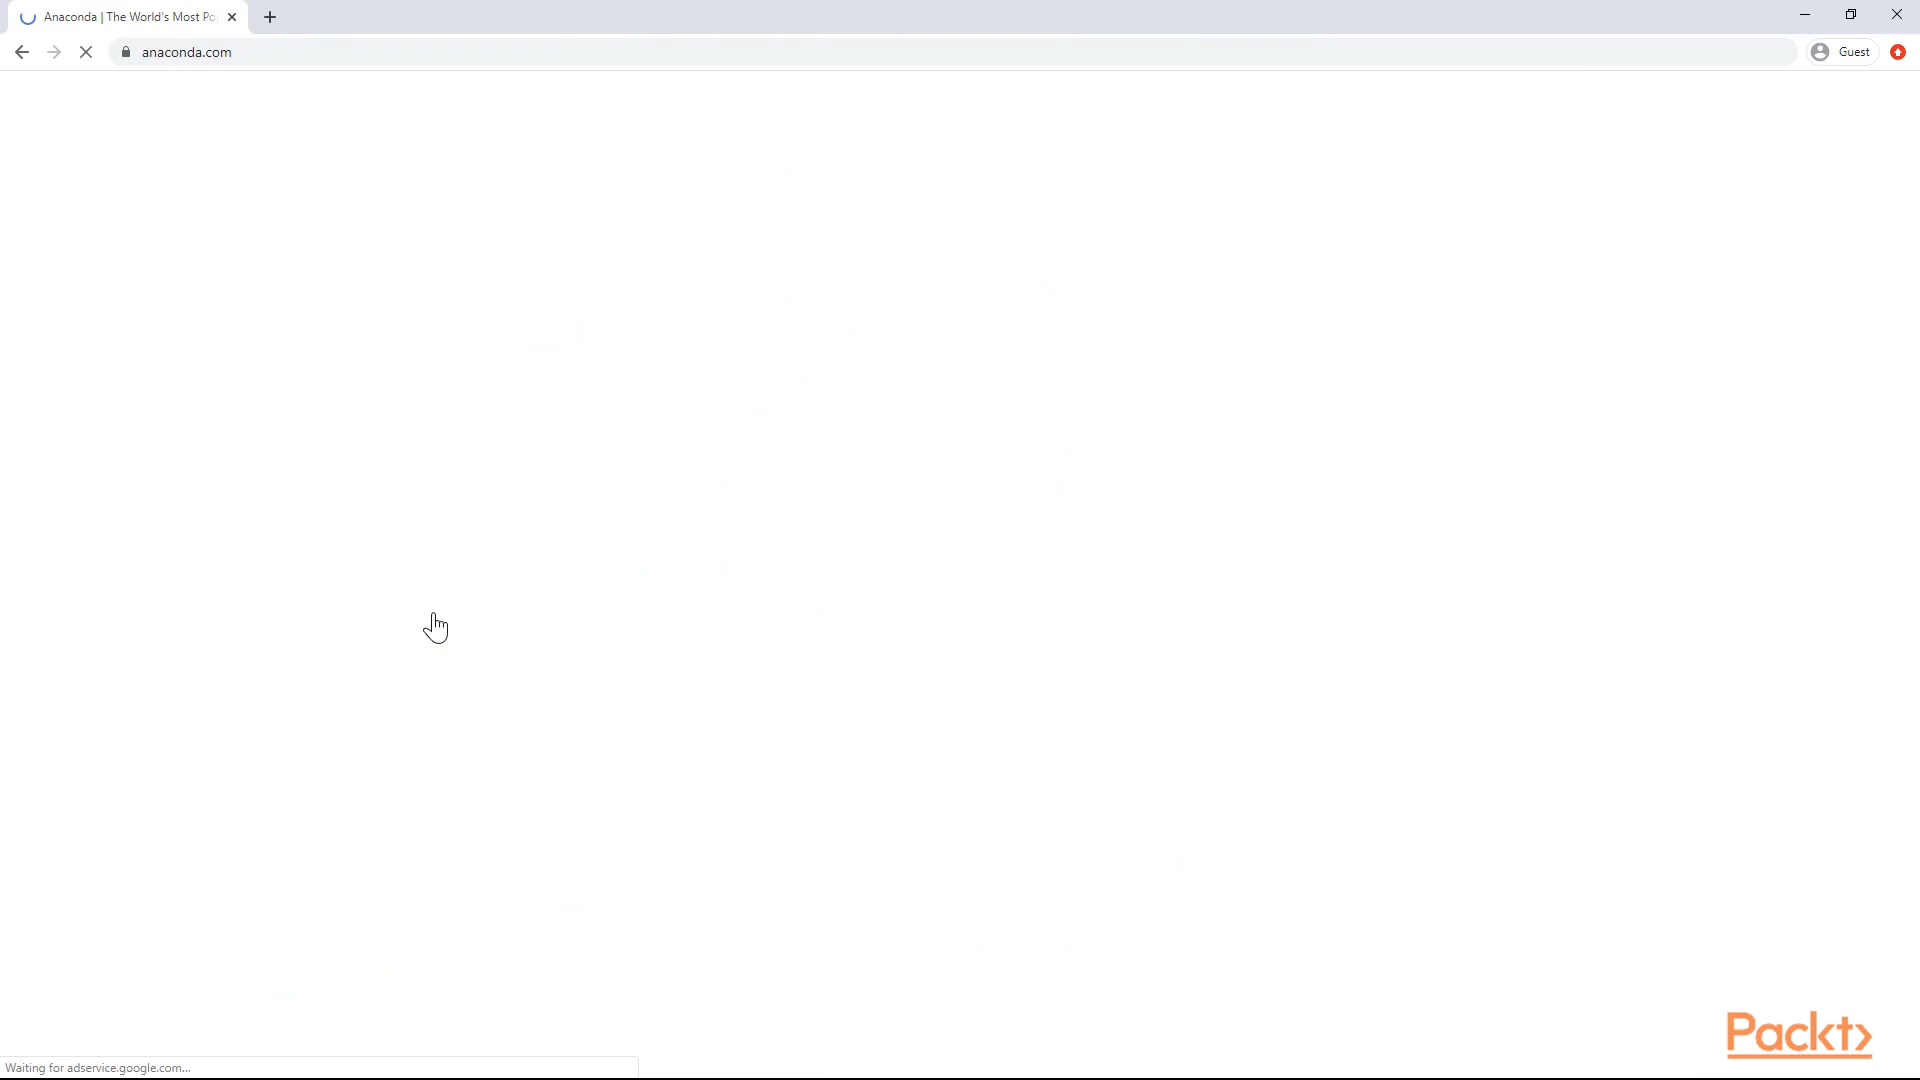 Anaconda | The World's Most Po
anaconda.com
Guest
Packt
Waiting for adservice.google.com...